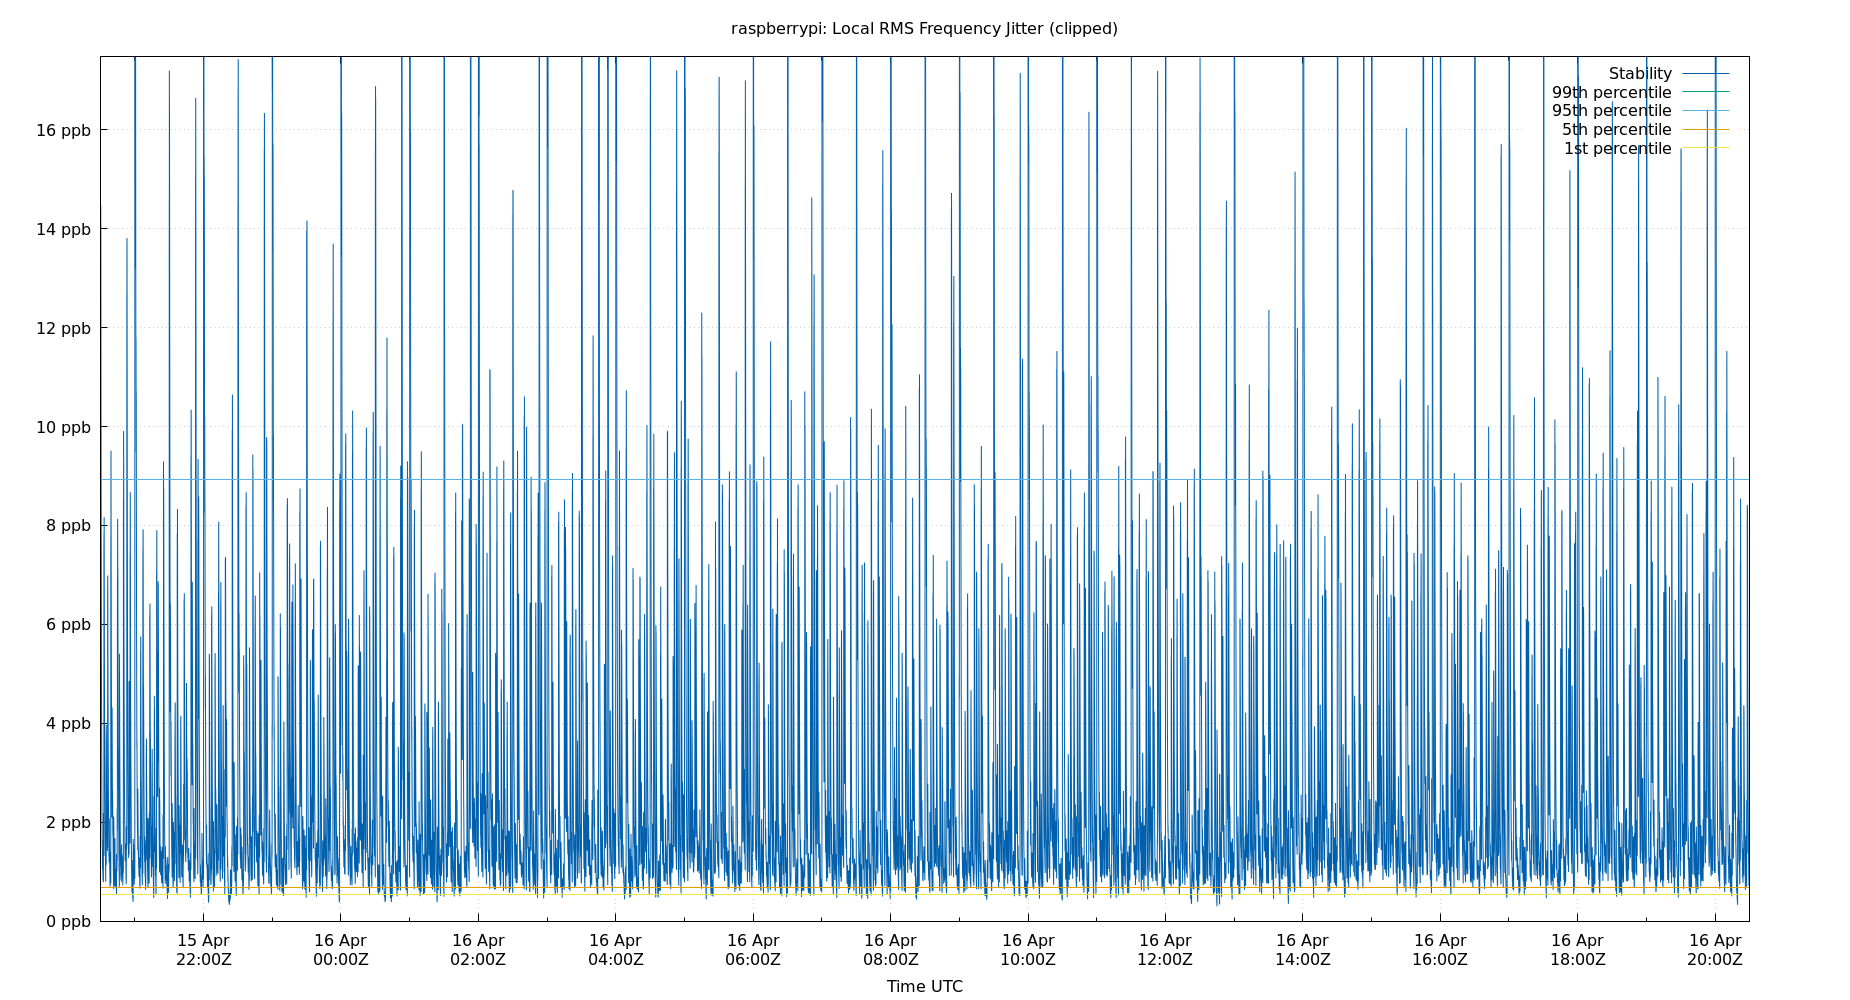 raspberrypi: Local RMS Frequency Jitter (clipped)
Stability
99th percentile
95th percentile
5th percentile
1st percentile
16 ppb
14 ppb
12 ppb
10 ppb
8 ppb
6 ppb
4 ppb
2 ppb
0 ppb
15 Apr 16 Apr 16 Apr 16 Apr 16 Apr 16 Apr 16 Apr 16 Apr 16 Apr 16 Apr 16 Apr 16 Apr
22:00Z 00:00Z 02:00Z 04:00Z 06:00Z 08:00Z 10:00Z 12:00Z 14:00Z 16:00Z 18:00Z 20:00Z
Time UTC